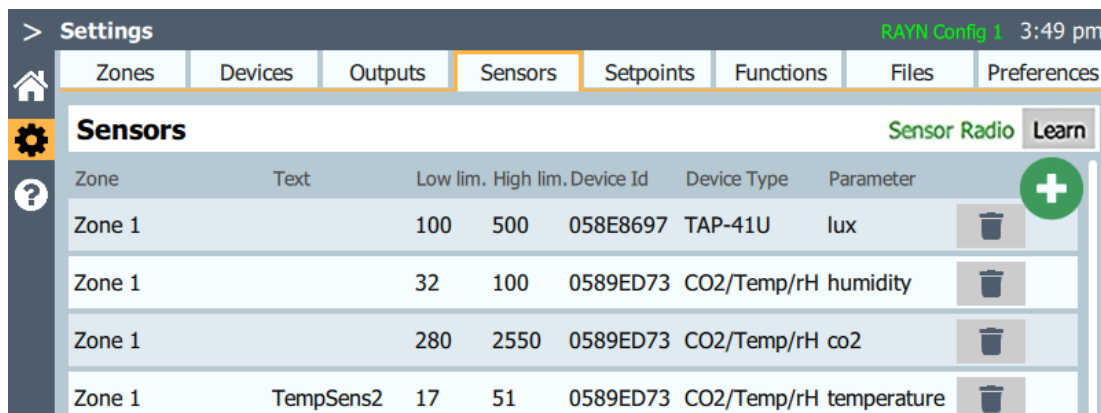 > Settings RAYN Config 1 3:49 pm
Zones Devices Outputs Sensors Setpoints Functions Files Preferences
Sensors Sensor Radio Learn
Zone Text Low lim. High lim. Device Id Device Type Parameter
Zone 1 100 500 058E8697 TAP-41U lux
Zone 1 32 100 0589ED73 CO2/Temp/rH humidity
Zone 1 280 2550 0589ED73 CO2/Temp/rH co2
Zone 1 TempSens2 17 51 0589ED73 CO2/Temp/rH temperature